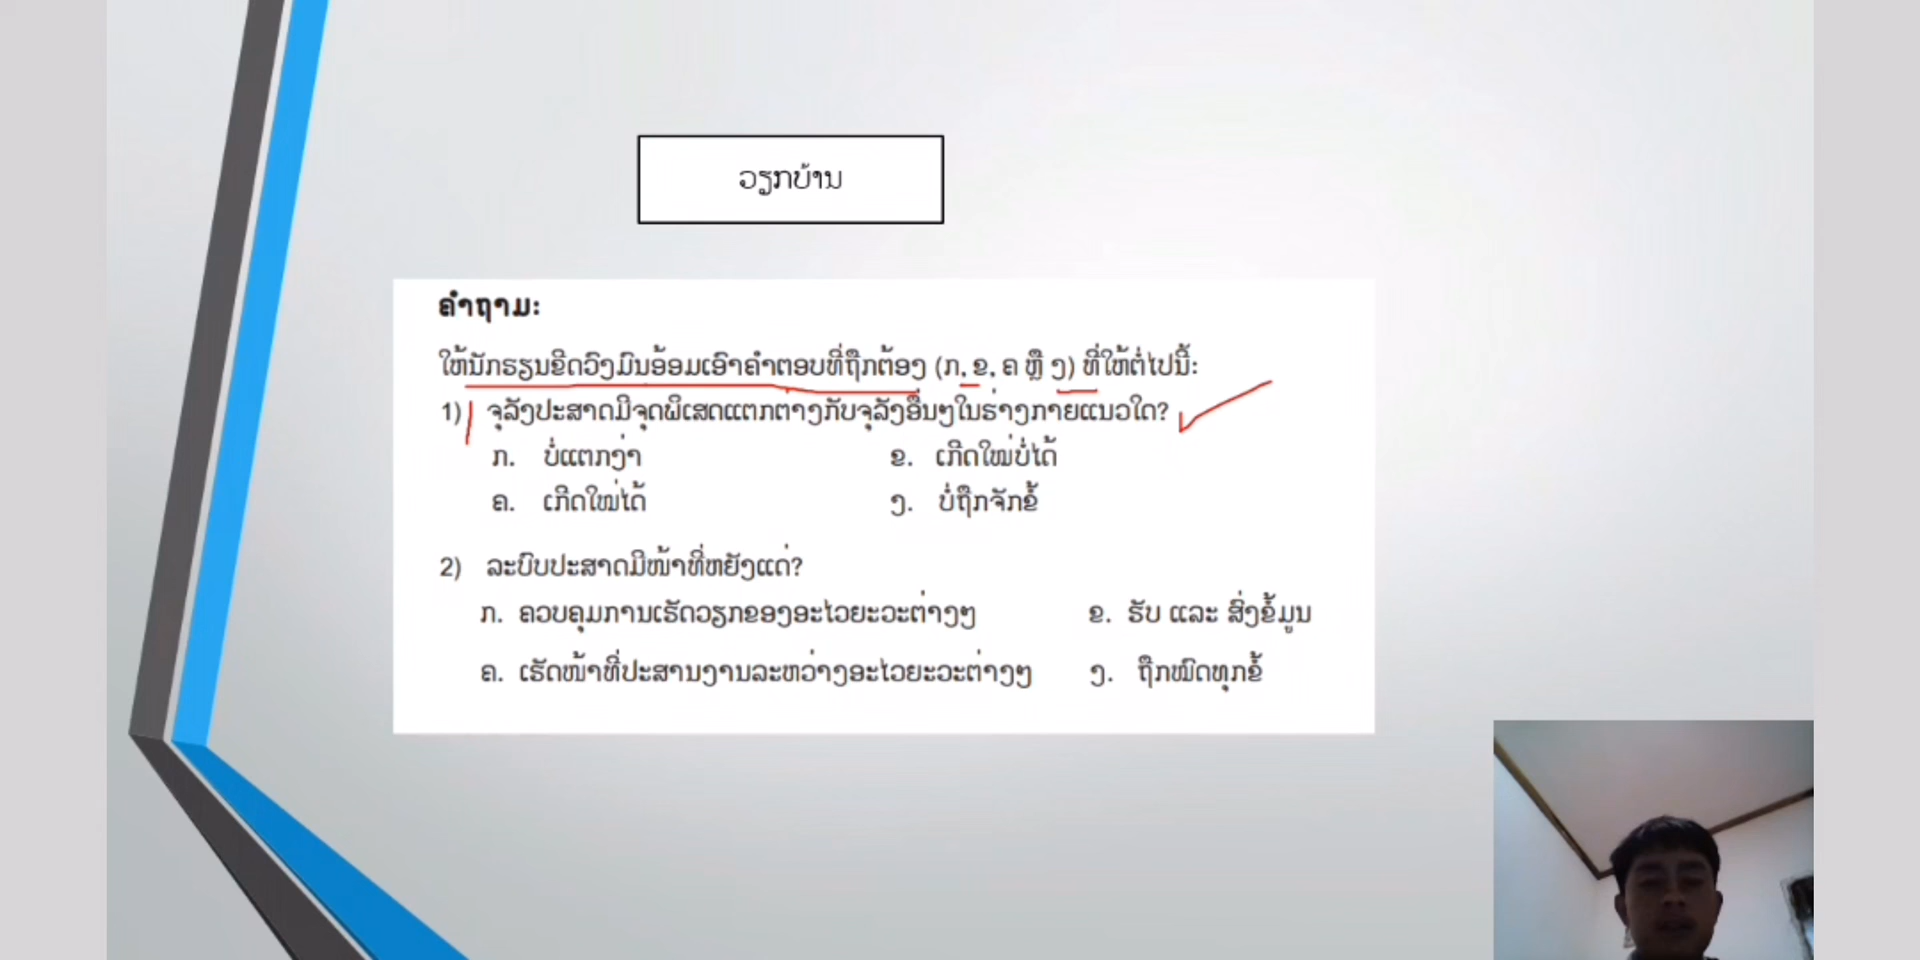 ວຽກບ້ານ
ຄຳຖາມ:
ໃຫ້ນັກຮຽນຂີດວົງມົນອ້ອມເອົາຄຳຕອບທີ່ຖືກຕ້ອງ (ກ, ຂ, ຄ ຫຼື ງ) ທີ່ໃຫ້ຕໍ່ໄປນີ້:
1) ຈຸລັງປະສາດມີຈຸດພິເສດແຕກຕ່າງກັບຈຸລັງອື່ນໆໃນຮ່າງກາຍແນວໃດ?
ກ. ບໍ່ແຕກງ່າ ຂ. ເກີດໃໝ່ບໍ່ໄດ້
ຄ. ເກີດໃໝ່ໄດ້ ງ. ບໍ່ຖືກຈັກຂໍ້
2) ລະບົບປະສາດມີໜ້າທີ່ຫຍັງແດ່?
ກ. ຄວບຄຸມການເຮັດວຽກຂອງອະໄວຍະວະຕ່າງໆ ຂ. ຮັບ ແລະ ສົ່ງຂໍ້ມູນ
ຄ. ເຮັດໜ້າທີ່ປະສານງານລະຫວ່າງອະໄວຍະວະຕ່າງໆ ງ. ຖືກໝົດທຸກຂໍ້